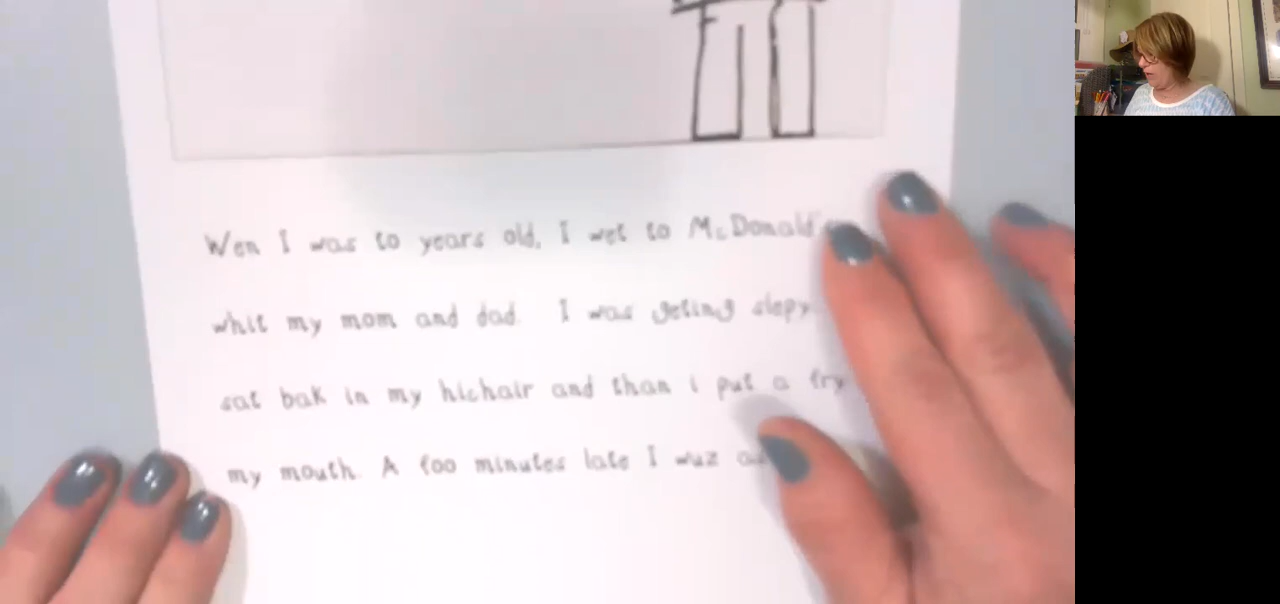 Wen I was to years old, I wet to McDonald's
whit my mom and dad. I was geting slepy
sat bak in my hichair and than i put a fry
my mouth. A foo minutes late I wuz